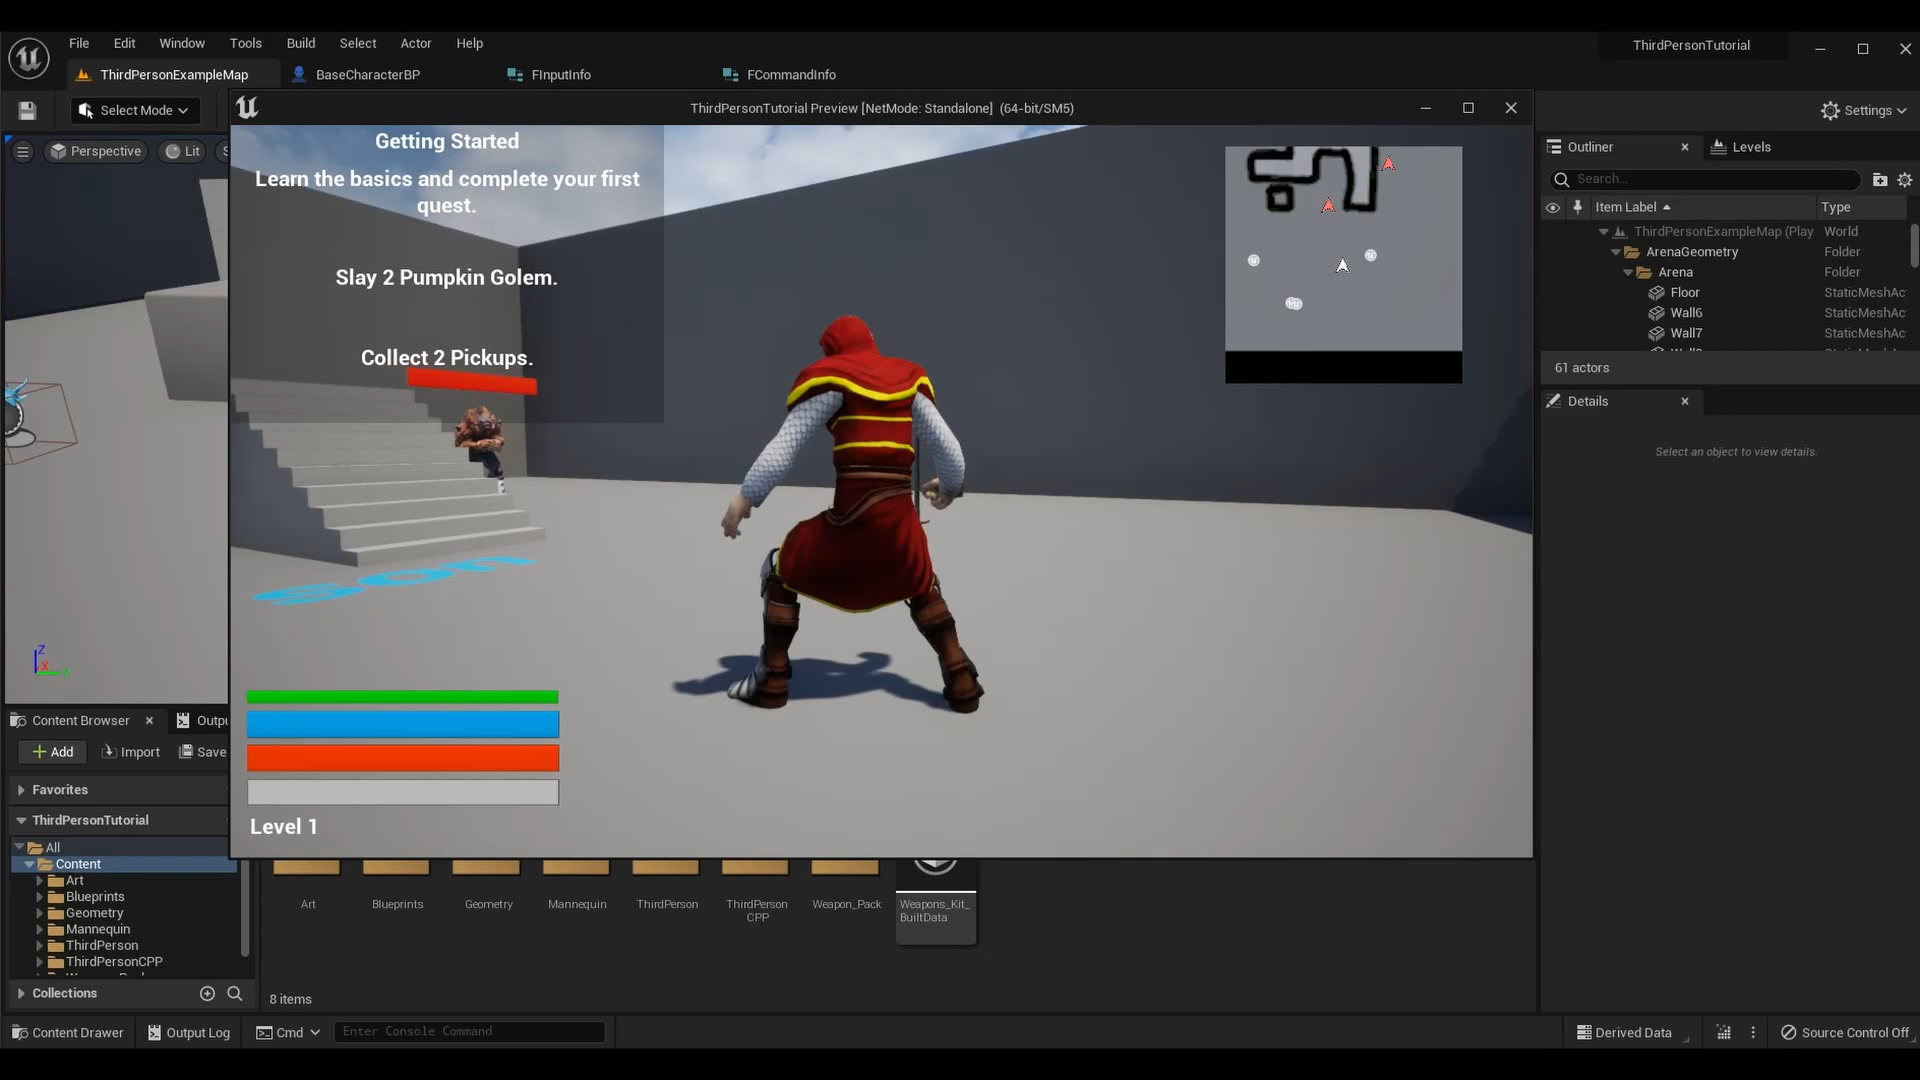 File Edit Window Tools Build Select Actor Help
ThirdPersonTutorial
ThirdPersonExampleMap
BaseCharacterBP
FInputInfo
FCommandInfo
Select Mode
ThirdPersonTutorial Preview [NetMode: Standalone] (64-bit/SM5)
Settings
Perspective
Lit
Getting Started
Learn the basics and complete your first
quest.
Slay 2 Pumpkin Golem.
Collect 2 Pickups.
Level 1
Outliner
Levels
Search...
Item Label
Type
ThirdPersonExampleMap (Play World
ArenaGeometry Folder
Arena Folder
Floor StaticMeshAc
Wall6 StaticMeshAc
Wall7 StaticMeshAc
61 actors
Details
Select an object to view details.
Z
X
Content Browser
Outpu
Add
Import
Save
Favorites
ThirdPersonTutorial
All
Content
Art
Blueprints
Geometry
Mannequin
ThirdPerson
ThirdPersonCPP
Collections
Art
Blueprints
Geometry
Mannequin
ThirdPerson
ThirdPerson
CPP
Weapon_Pack
Weapons_Kit_
BuiltData
8 items
Content Drawer
Output Log
Cmd
Enter Console Command
Derived Data
Source Control Off